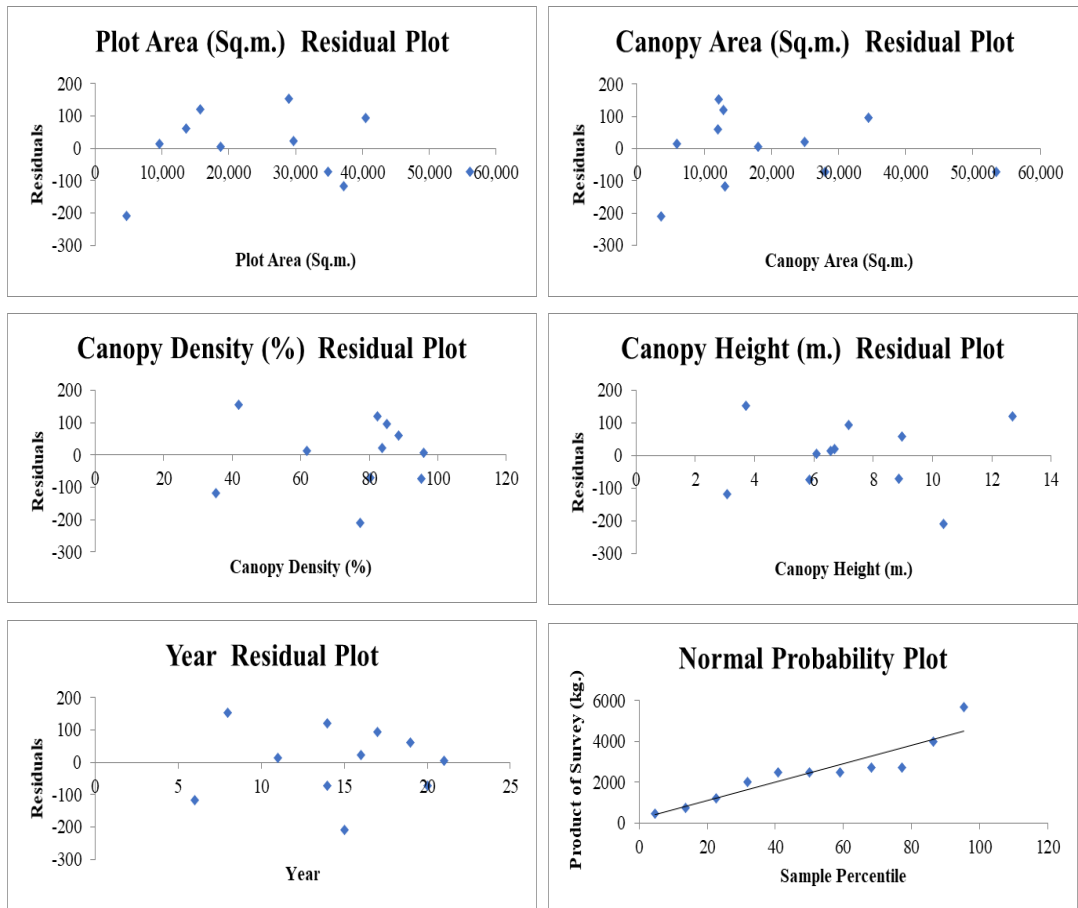 Plot Area (Sq.m.) Residual Plot
200
100
0
-100
-200
-300
0 10,000 20,000 30,000 40,000 50,000 60,000
Residuals
Plot Area (Sq.m.)
Canopy Area (Sq.m.) Residual Plot
200
100
0
-100
-200
-300
0 10,000 20,000 30,000 40,000 50,000 60,000
Residuals
Canopy Area (Sq.m.)
Canopy Density (%) Residual Plot
200
100
0
-100
-200
-300
0 20 40 60 80 100 120
Residuals
Canopy Density (%)
Canopy Height (m.) Residual Plot
200
100
0
-100
-200
-300
0 2 4 6 8 10 12 14
Residuals
Canopy Height (m.)
Year Residual Plot
200
100
0
-100
-200
-300
0 5 10 15 20 25
Residuals
Year
Normal Probability Plot
6000
4000
2000
0
0 20 40 60 80 100 120
Product of Survey (kg.)
Sample Percentile